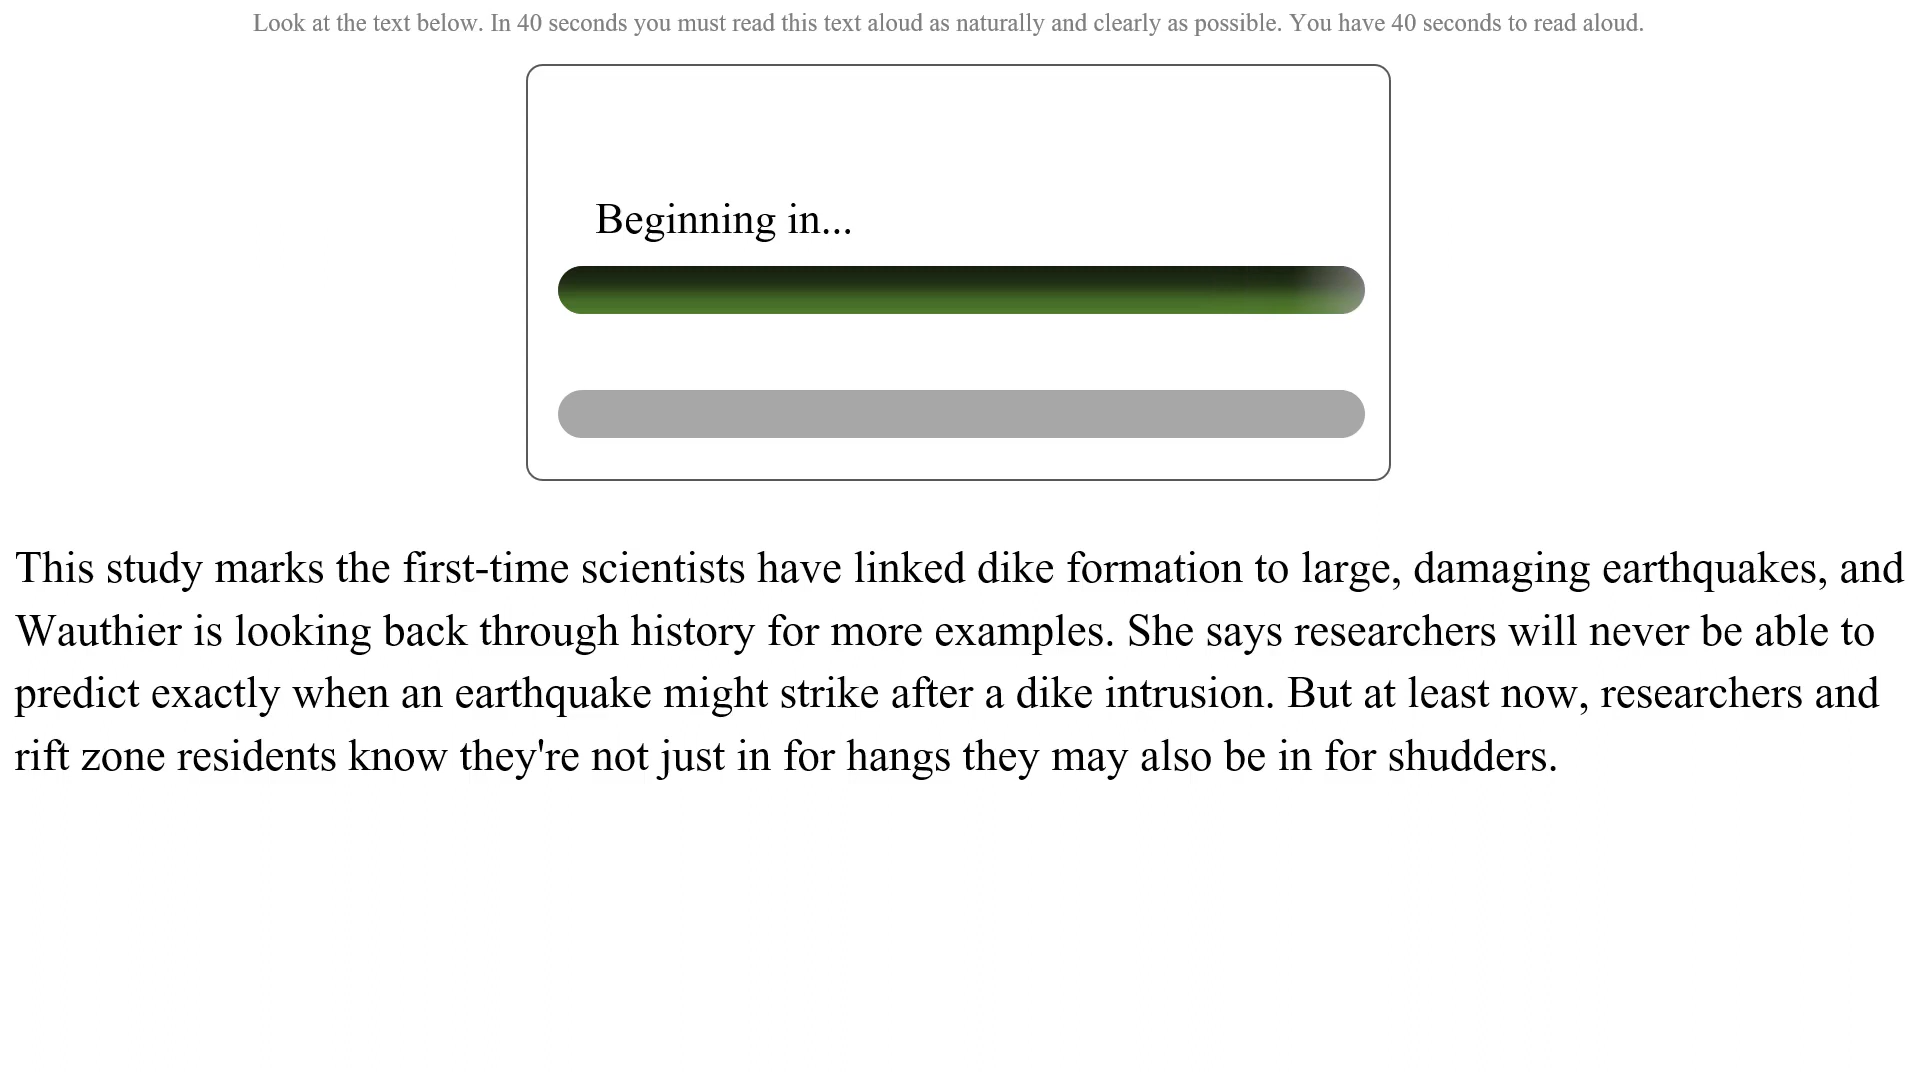 Look at the text below. In 40 seconds you must read this text aloud as naturally and clearly as possible. You have 40 seconds to read aloud.
Beginning in...
This study marks the first-time scientists have linked dike formation to large, damaging earthquakes, and
Wauthier is looking back through history for more examples. She says researchers will never be able to
predict exactly when an earthquake might strike after a dike intrusion. But at least now, researchers and
rift zone residents know they're not just in for hangs they may also be in for shudders.